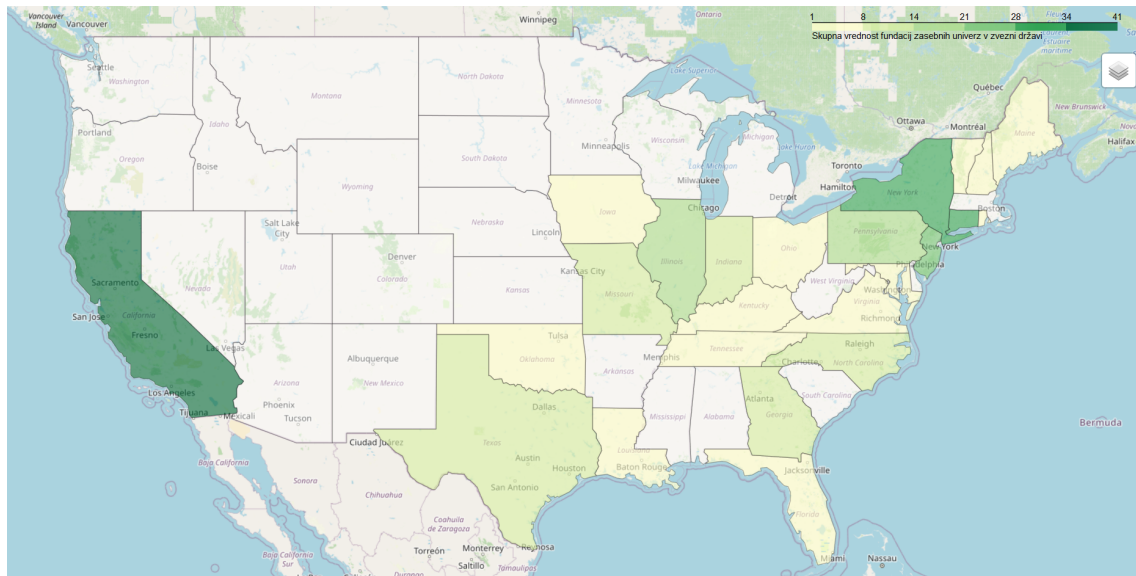 1 8 14 21 28 34 41
Skupna vrednost fundacij zasebnih univerz v zvezni državi
Vancouver
Island
Vancouver
Winnipeg
Ontario
Seattle
Washington
Montana
North Dakota
Minnesota
Lake Superior
Québec
New Brunswick
Ottawa
Montréal
Maine
Halifax
Portland
Oregon
Idaho
Boise
South Dakota
Minneapolis
Wisconsin
Michigan
Lake Michigan
Lake Huron
Toronto
Hamilton
New York
Milwaukee
Detroit
Boston
Wyoming
Chicago
Iowa
Nebraska
Lincoln
Salt Lake
City
Utah
Nevada
Denver
Colorado
Kansas
Kansas City
Missouri
Illinois
Indiana
Ohio
Pennsylvania
New York
Philadelphia
West Virginia
Washington
Virginia
Richmond
Kentucky
Sacramento
San Jose
California
Fresno
Las Vegas
Los Angeles
Tijuana
Mexicali
Arizona
Phoenix
Tucson
Albuquerque
New Mexico
Tulsa
Oklahoma
Arkansas
Memphis
Tennessee
Raleigh
Charlotte
North Carolina
South Carolina
Atlanta
Georgia
Mississippi
Alabama
Dallas
Texas
Austin
Houston
San Antonio
Louisiana
Baton Rouge
Jacksonville
Florida
Miami
Nassau
Bermuda
Ciudad Juárez
Baja California
Sonora
Chihuahua
Coahuila
de Zaragoza
Reynosa
Baja California
Sur
Torreón
Monterrey
Saltillo
Durango
Tamaulipas